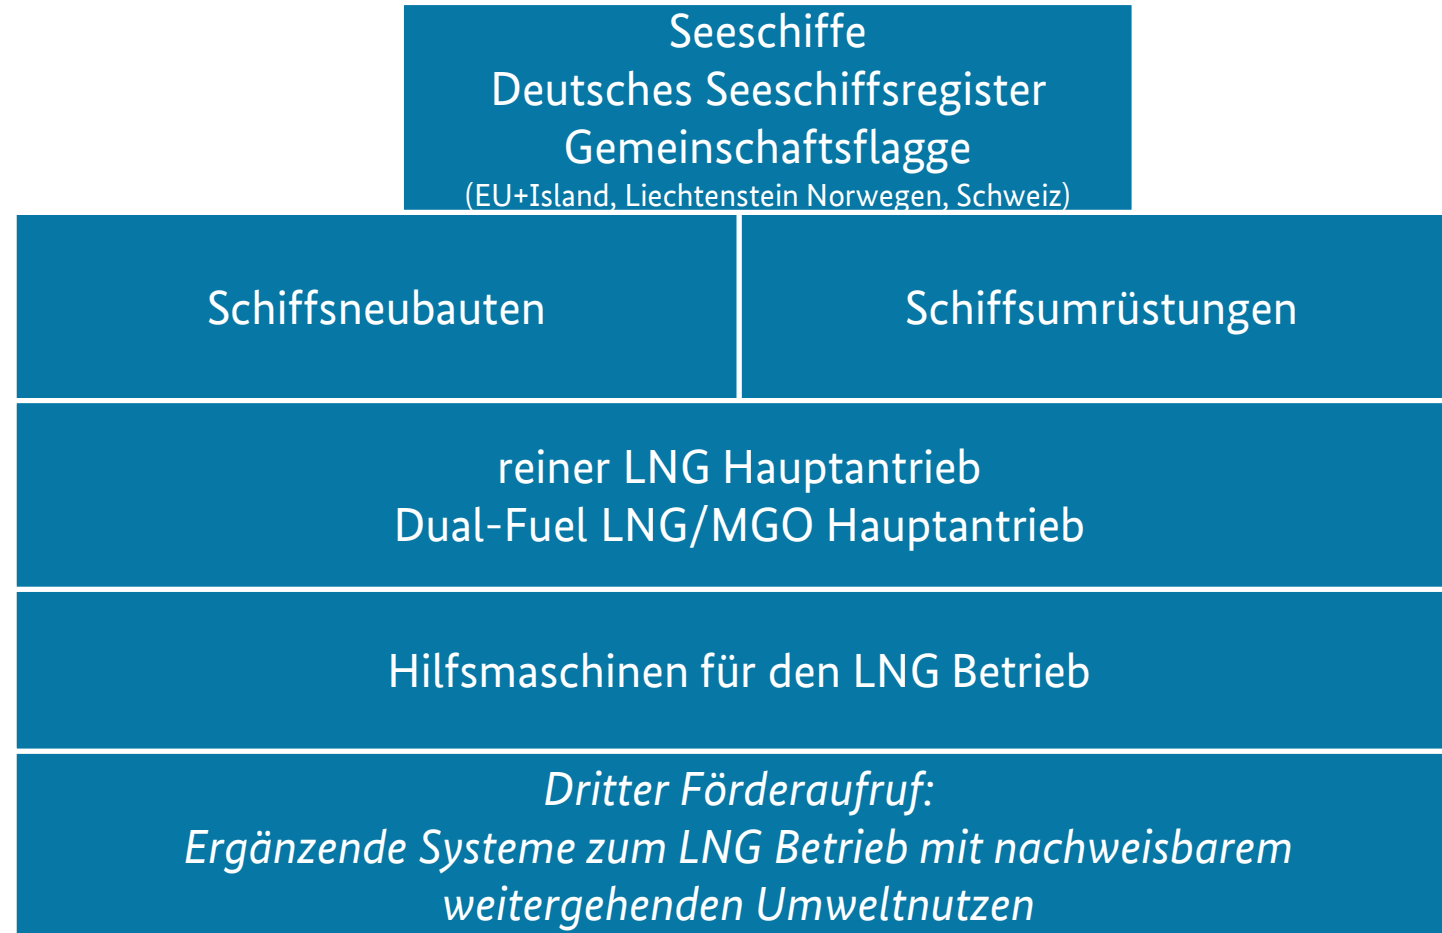 Seeschiffe
Deutsches Seeschiffsregister
Gemeinschaftsflagge
(EU+Island, Liechtenstein Norwegen, Schweiz)
Schiffsneubauten
Schiffsumrüstungen
reiner LNG Hauptantrieb
Dual-Fuel LNG/MGO Hauptantrieb
Hilfsmaschinen für den LNG Betrieb
Dritter Förderaufruf:
Ergänzende Systeme zum LNG Betrieb mit nachweisbarem
weitergehenden Umweltnutzen